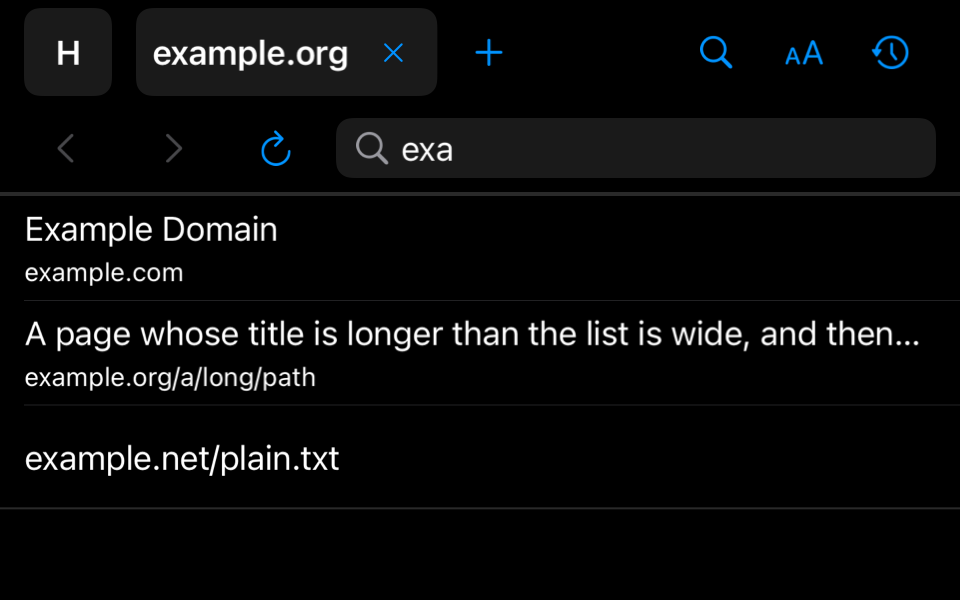 H
example.org
AA
exa
Example Domain
example.com
A page whose title is longer than the list is wide, and then...
example.org/a/long/path
example.net/plain.txt